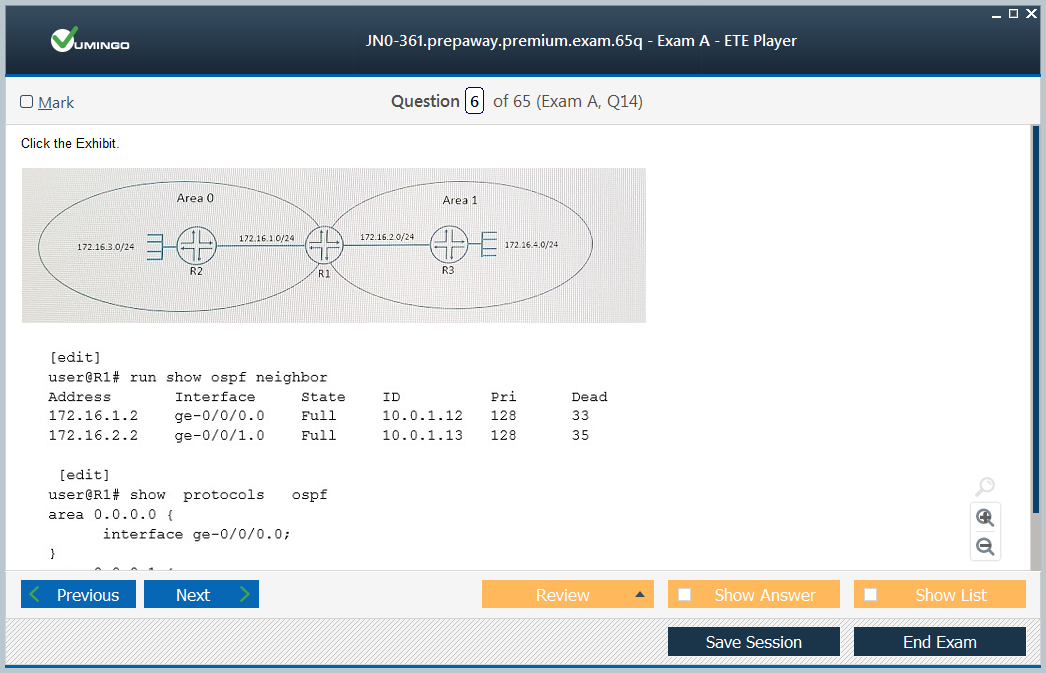 VUMINGO
JN0-361.prepaway.premium.exam.65q - Exam A - ETE Player
Mark
Question 6 of 65 (Exam A, Q14)
Click the Exhibit.
Area 0
Area 1
172.16.3.0/24
172.16.1.0/24
172.16.2.0/24
172.16.4.0/24
R2
R1
R3
[edit]
user@R1# run show ospf neighbor
Address Interface State ID Pri Dead
172.16.1.2 ge-0/0/0.0 Full 10.0.1.12 128 33
172.16.2.2 ge-0/0/1.0 Full 10.0.1.13 128 35
[edit]
user@R1# show protocols ospf
area 0.0.0.0 {
interface ge-0/0/0.0;
}
Previous
Next
Review
Show Answer
Show List
Save Session
End Exam